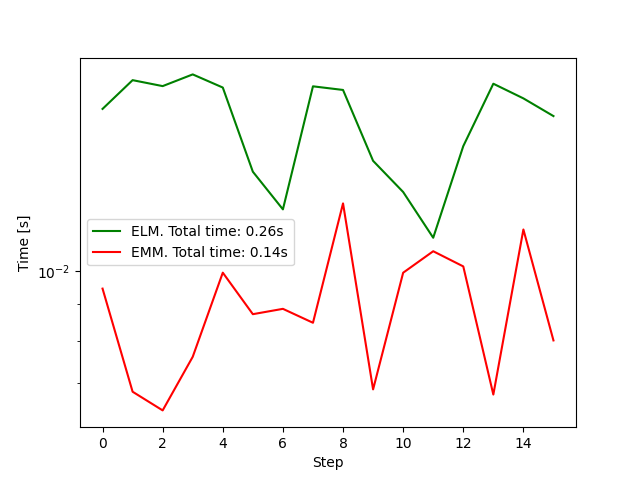 Time [s]
10⁻²
ELM. Total time: 0.26s
EMM. Total time: 0.14s
0 2 4 6 8 10 12 14
Step